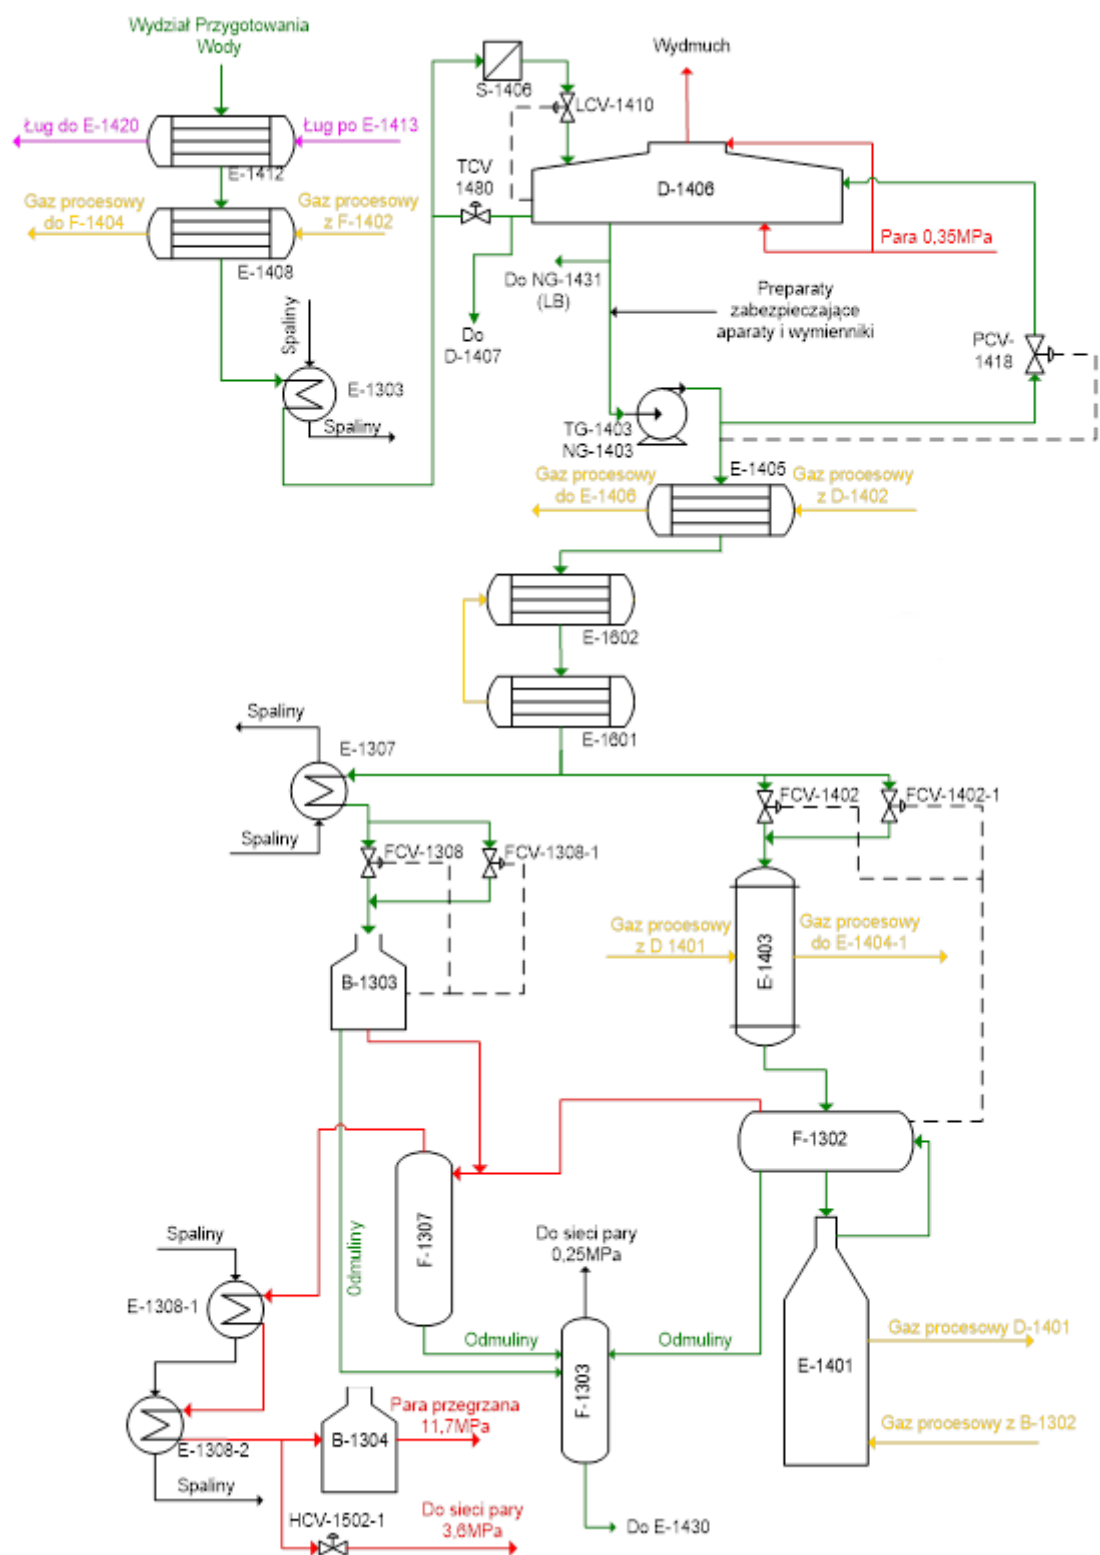 Wydział Przygotowania
Wody
S-1406
Wydmuch
LCV-1410
Ług do E-1420
Ług po E-1413
E-1412
TCV
1480
D-1406
Gaz procesowy
do F-1404
Gaz procesowy
z F-1402
E-1408
Para 0,35MPa
Do NG-1431
(LB)
Preparaty
zabezpieczające
aparaty i wymienniki
Spaliny
Do
D-1407
PCV-
1418
E-1303
Spaliny
TG-1403
NG-1403
E-1405
Gaz procesowy
do E-1406
Gaz procesowy
z D-1402
E-1602
E-1601
Spaliny
E-1307
FCV-1402
FCV-1402-1
Spaliny
FCV-1308
FCV-1308-1
Gaz procesowy
z D 1401
E-1403
Gaz procesowy
do E-1404-1
B-1303
F-1302
F-1307
Odmuliny
Spaliny
Do sieci pary
0,25MPa
E-1308-1
Odmuliny
Odmuliny
Gaz procesowy D-1401
F-1303
E-1401
Para przegrzana
11,7MPa
B-1304
E-1308-2
Gaz procesowy z B-1302
Spaliny
HCV-1502-1
Do sieci pary
3,6MPa
Do E-1430